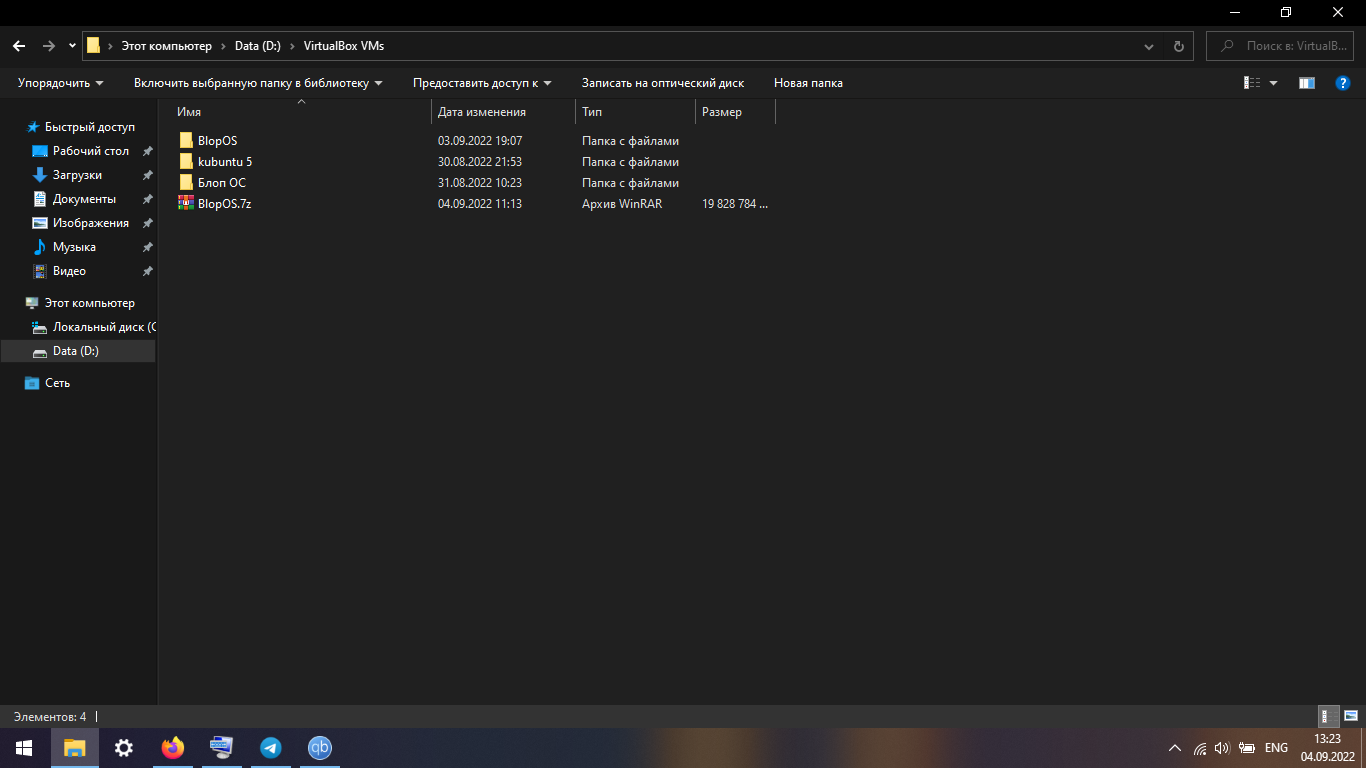 Этот компьютер > Data (D:) > VirtualBox VMs
Поиск в: VirtualB...
Упорядочить Включить выбранную папку в библиотеку Предоставить доступ к Записать на оптический диск Новая папка
Имя Дата изменения Тип Размер
Быстрый доступ
Рабочий стол
Загрузки
Документы
Изображения
Музыка
Видео
Этот компьютер
Локальный диск (C
Data (D:)
Сеть
BlopOS 03.09.2022 19:07 Папка с файлами
kubuntu 5 30.08.2022 21:53 Папка с файлами
Блоп ОС 31.08.2022 10:23 Папка с файлами
BlopOS.7z 04.09.2022 11:13 Архив WinRAR 19 828 784 ...
Элементов: 4
qb
ENG
13:23
04.09.2022